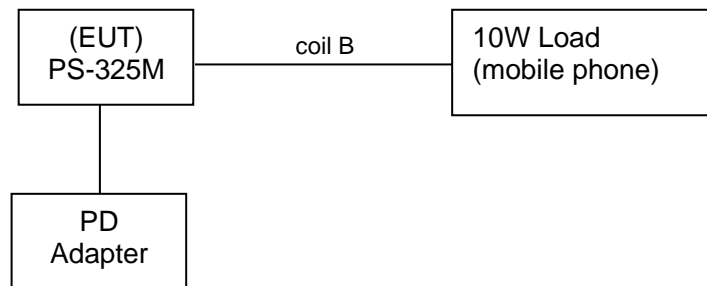 (EUT)
PS-325M
coil B
10W Load
(mobile phone)
PD
Adapter